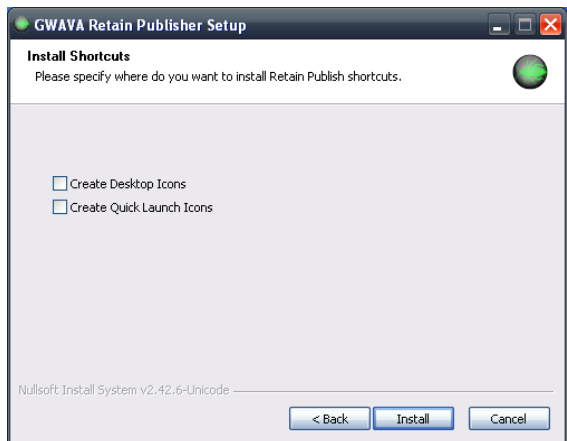 GWAVA Retain Publisher Setup
Install Shortcuts
Please specify where do you want to install Retain Publish shortcuts.
Create Desktop Icons
Create Quick Launch Icons
Nullsoft Install System v2.42.6-Unicode
< Back Install Cancel